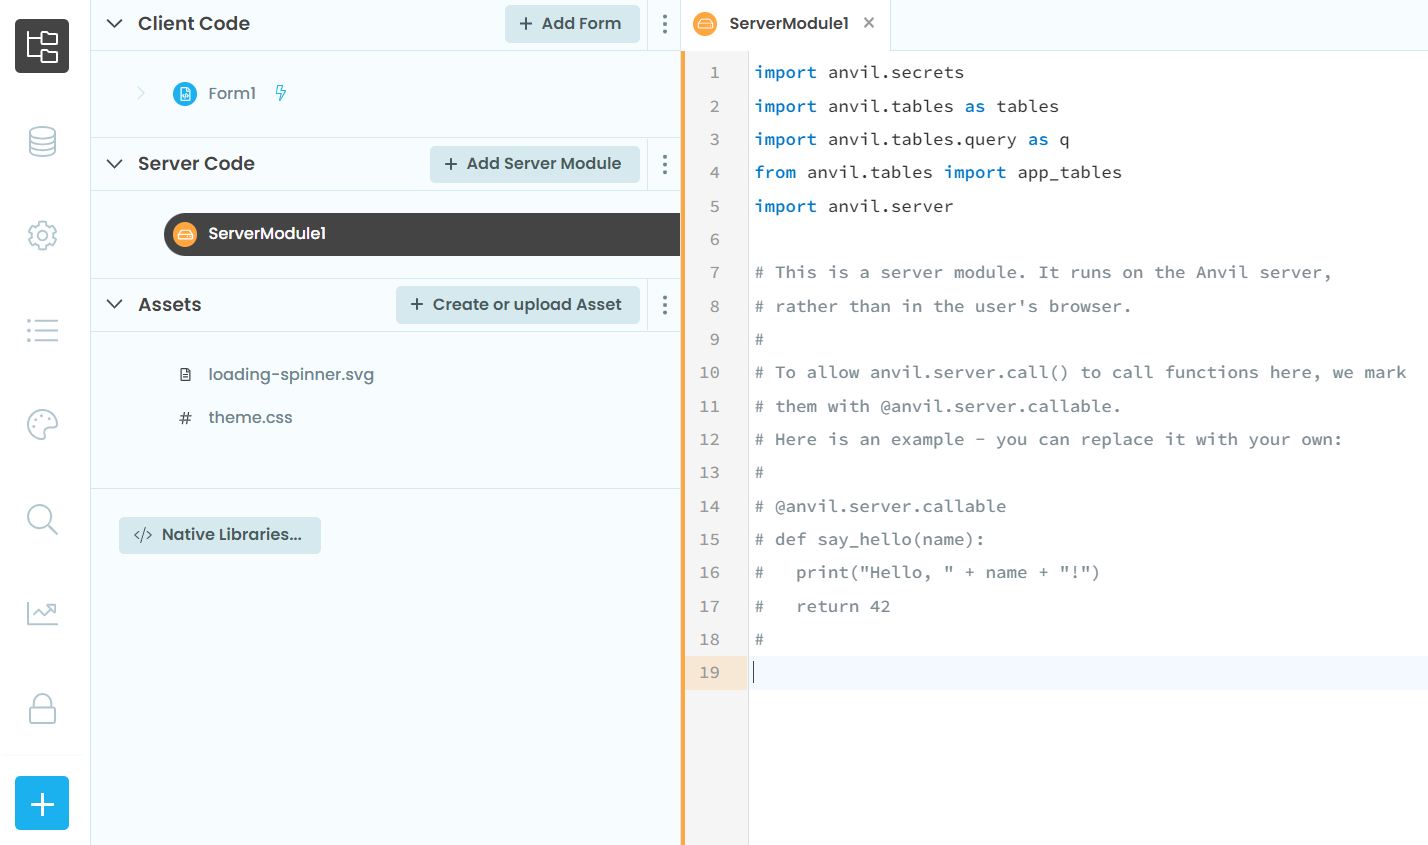 Client Code
+ Add Form
Form1
Server Code
+ Add Server Module
ServerModule1
Assets
+ Create or upload Asset
loading-spinner.svg
# theme.css
</> Native Libraries...
ServerModule1 ×
1 import anvil.secrets
2 import anvil.tables as tables
3 import anvil.tables.query as q
4 from anvil.tables import app_tables
5 import anvil.server
6
7 # This is a server module. It runs on the Anvil server,
8 # rather than in the user's browser.
9 #
10 # To allow anvil.server.call() to call functions here, we mark
11 # them with @anvil.server.callable.
12 # Here is an example - you can replace it with your own:
13 #
14 # @anvil.server.callable
15 # def say_hello(name):
16 #   print("Hello, " + name + "!")
17 #   return 42
18 #
19